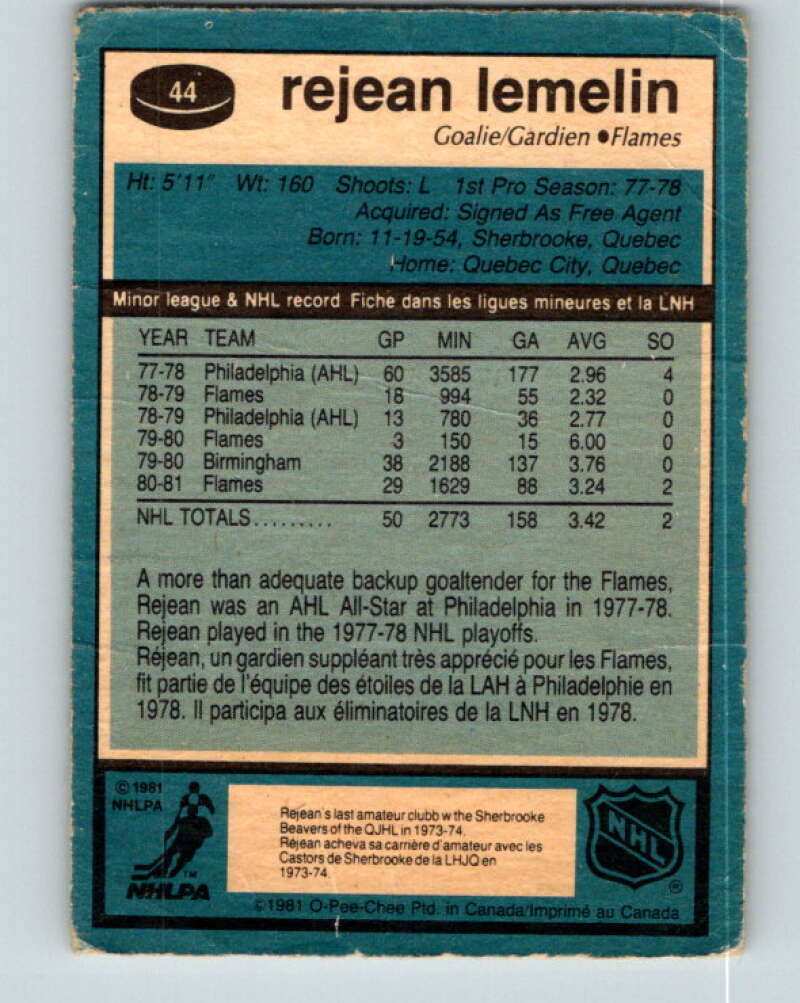 44
rejean lemelin
Goalie/Gardien ●Flames
Ht: 5'11" Wt: 160 Shoots: L 1st Pro Season: 77-78
Acquired: Signed As Free Agent
Born: 11-19-54, Sherbrooke, Quebec
Home: Quebec City, Quebec
Minor league & NHL record Fiche dans les ligues mineures et la LNH
YEAR TEAM GP MIN GA AVG SO
77-78 Philadelphia (AHL) 60 3585 177 2.96 4
78-79 Flames 18 994 55 2.32 0
78-79 Philadelphia (AHL) 13 780 36 2.77 0
79-80 Flames 3 150 15 6.00 0
79-80 Birmingham 38 2188 137 3.76 0
80-81 Flames 29 1629 88 3.24 2
NHL TOTALS......... 50 2773 158 3.42 2
A more than adequate backup goaltender for the Flames,
Rejean was an AHL All-Star at Philadelphia in 1977-78.
Rejean played in the 1977-78 NHL playoffs.
Réjean, un gardien suppléant très apprécié pour les Flames,
fit partie de l'équipe des étoiles de la LAH à Philadelphie en
1978. Il participa aux éliminatoires de la LNH en 1978.
© 1981
NHLPA
TM
NHLPA
Rejean's last amateur clubb w the Sherbrooke
Beavers of the QJHL in 1973-74.
Réjean acheva sa carrière d'amateur avec les
Castors de Sherbrooke de la LHJQ en
1973-74.
NHL
®
© 1981 O-Pee-Chee Ptd. in Canada/Imprimé au Canada